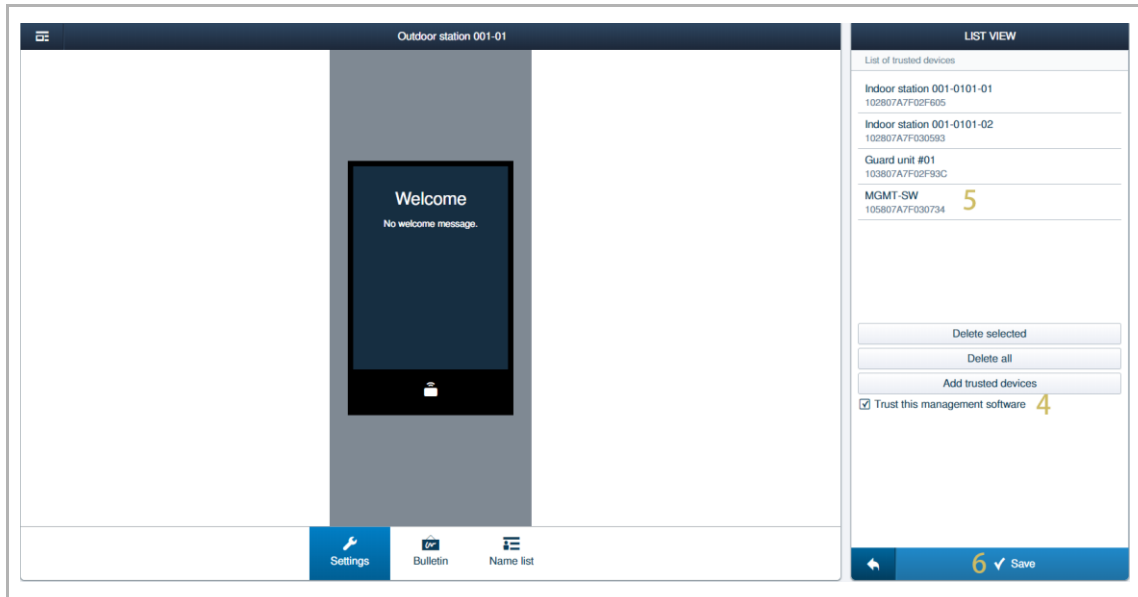 Outdoor station 001-01
Welcome
No welcome message.
Settings
Bulletin
Name list
LIST VIEW
List of trusted devices
Indoor station 001-0101-01
102807A7F02F605
Indoor station 001-0101-02
102807A7F030593
Guard unit #01
103807A7F02F93C
MGMT-SW
105807A7F030734
5
Delete selected
Delete all
Add trusted devices
Trust this management software 4
6 Save